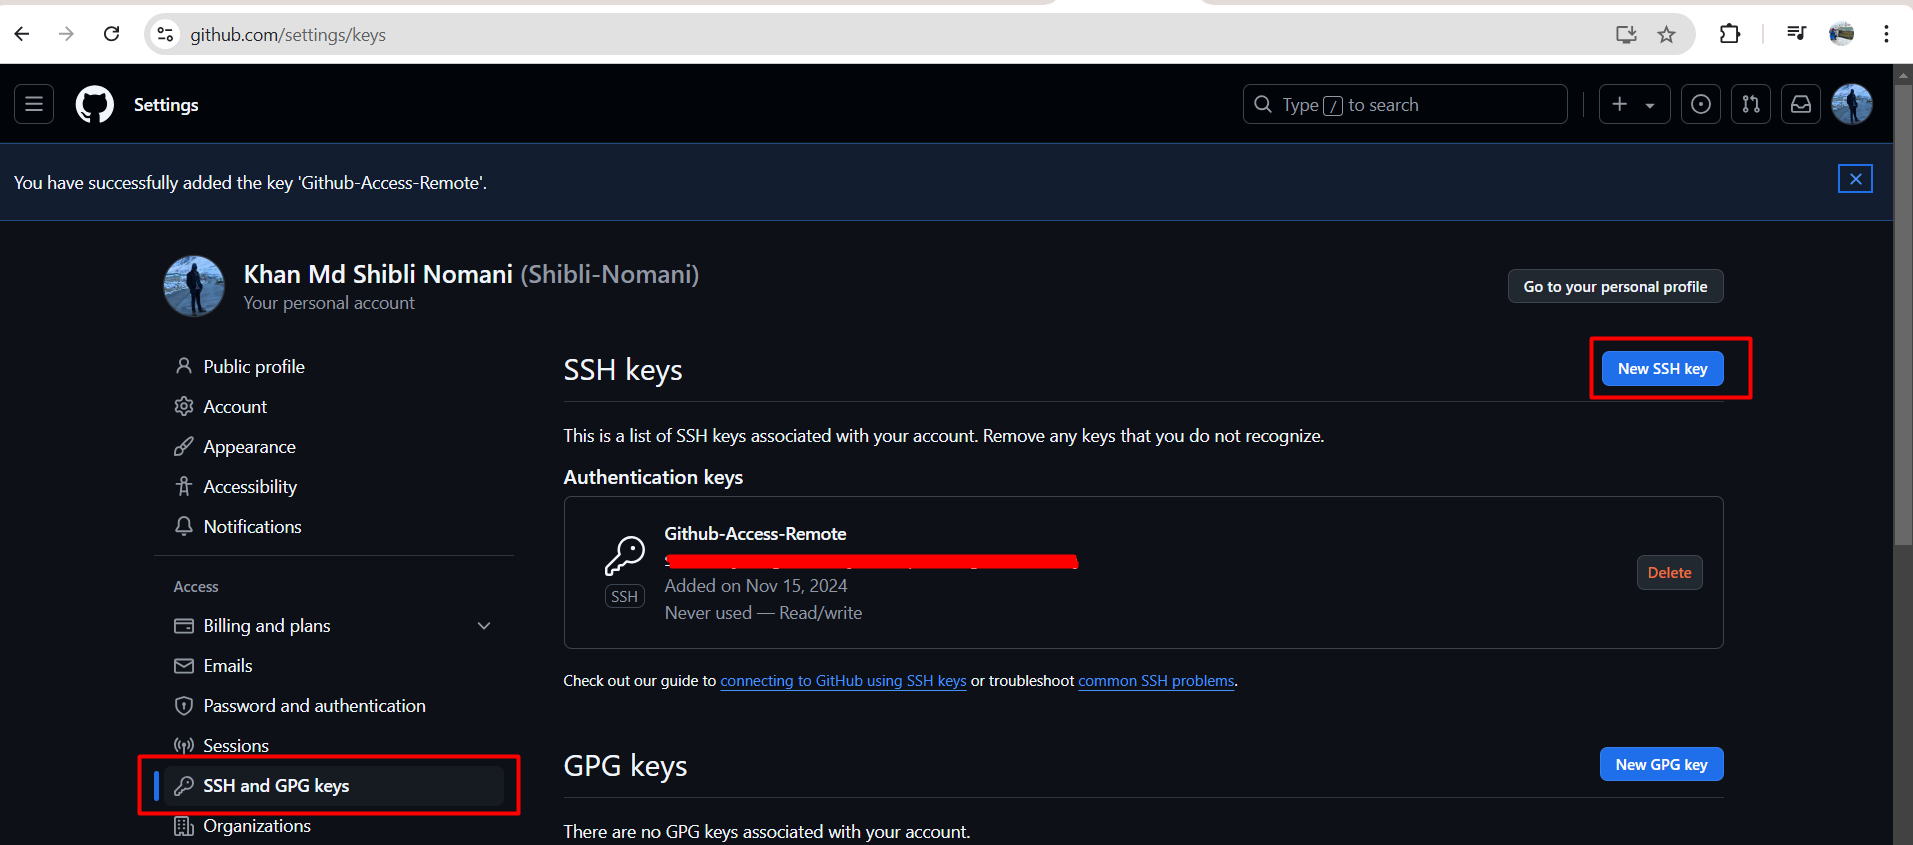 github.com/settings/keys
Settings
Type / to search
You have successfully added the key 'Github-Access-Remote'.
Khan Md Shibli Nomani (Shibli-Nomani)
Your personal account
Go to your personal profile
Public profile
Account
Appearance
Accessibility
Notifications
Access
Billing and plans
Emails
Password and authentication
Sessions
SSH and GPG keys
Organizations
SSH keys
New SSH key
This is a list of SSH keys associated with your account. Remove any keys that you do not recognize.
Authentication keys
Github-Access-Remote
SSH
Added on Nov 15, 2024
Never used — Read/write
Delete
Check out our guide to connecting to GitHub using SSH keys or troubleshoot common SSH problems.
GPG keys
New GPG key
There are no GPG keys associated with your account.